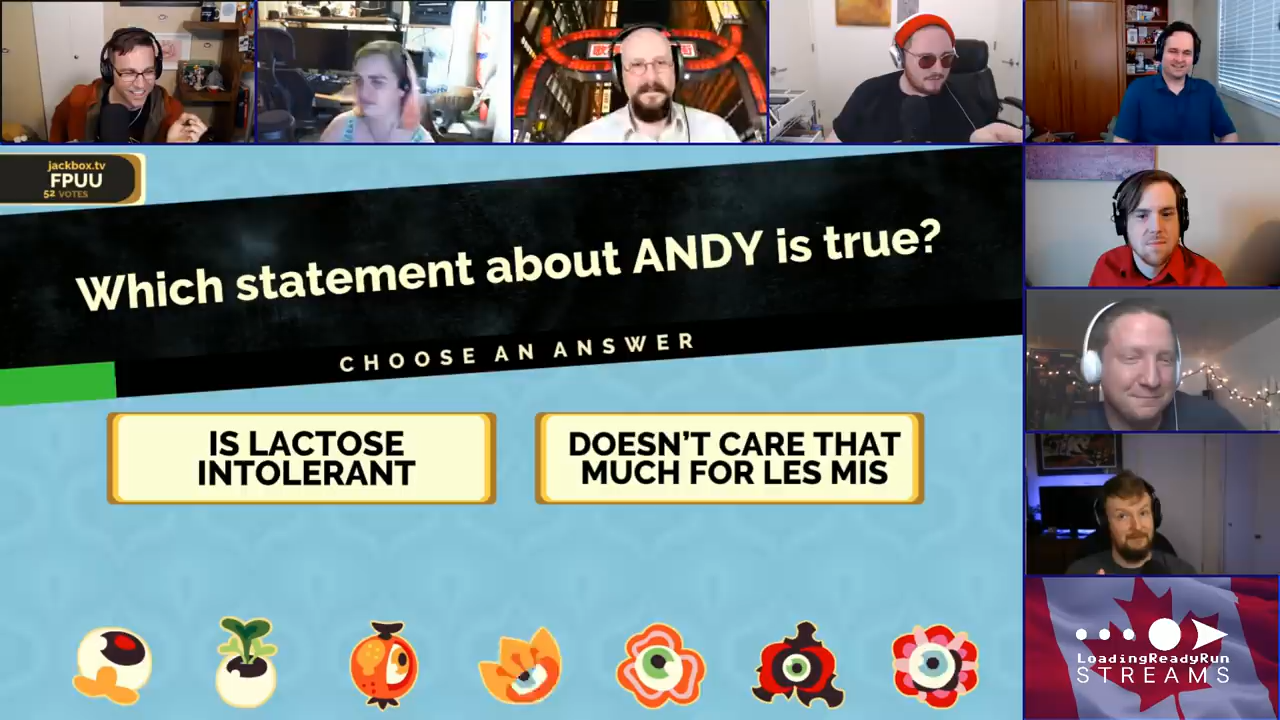 jackbox.tv
FPUU
52 VOTES
Which statement about ANDY is true?
CHOOSE AN ANSWER
IS LACTOSE
INTOLERANT
DOESN'T CARE THAT
MUCH FOR LES MIS
LoadingReadyRun
STREAMS